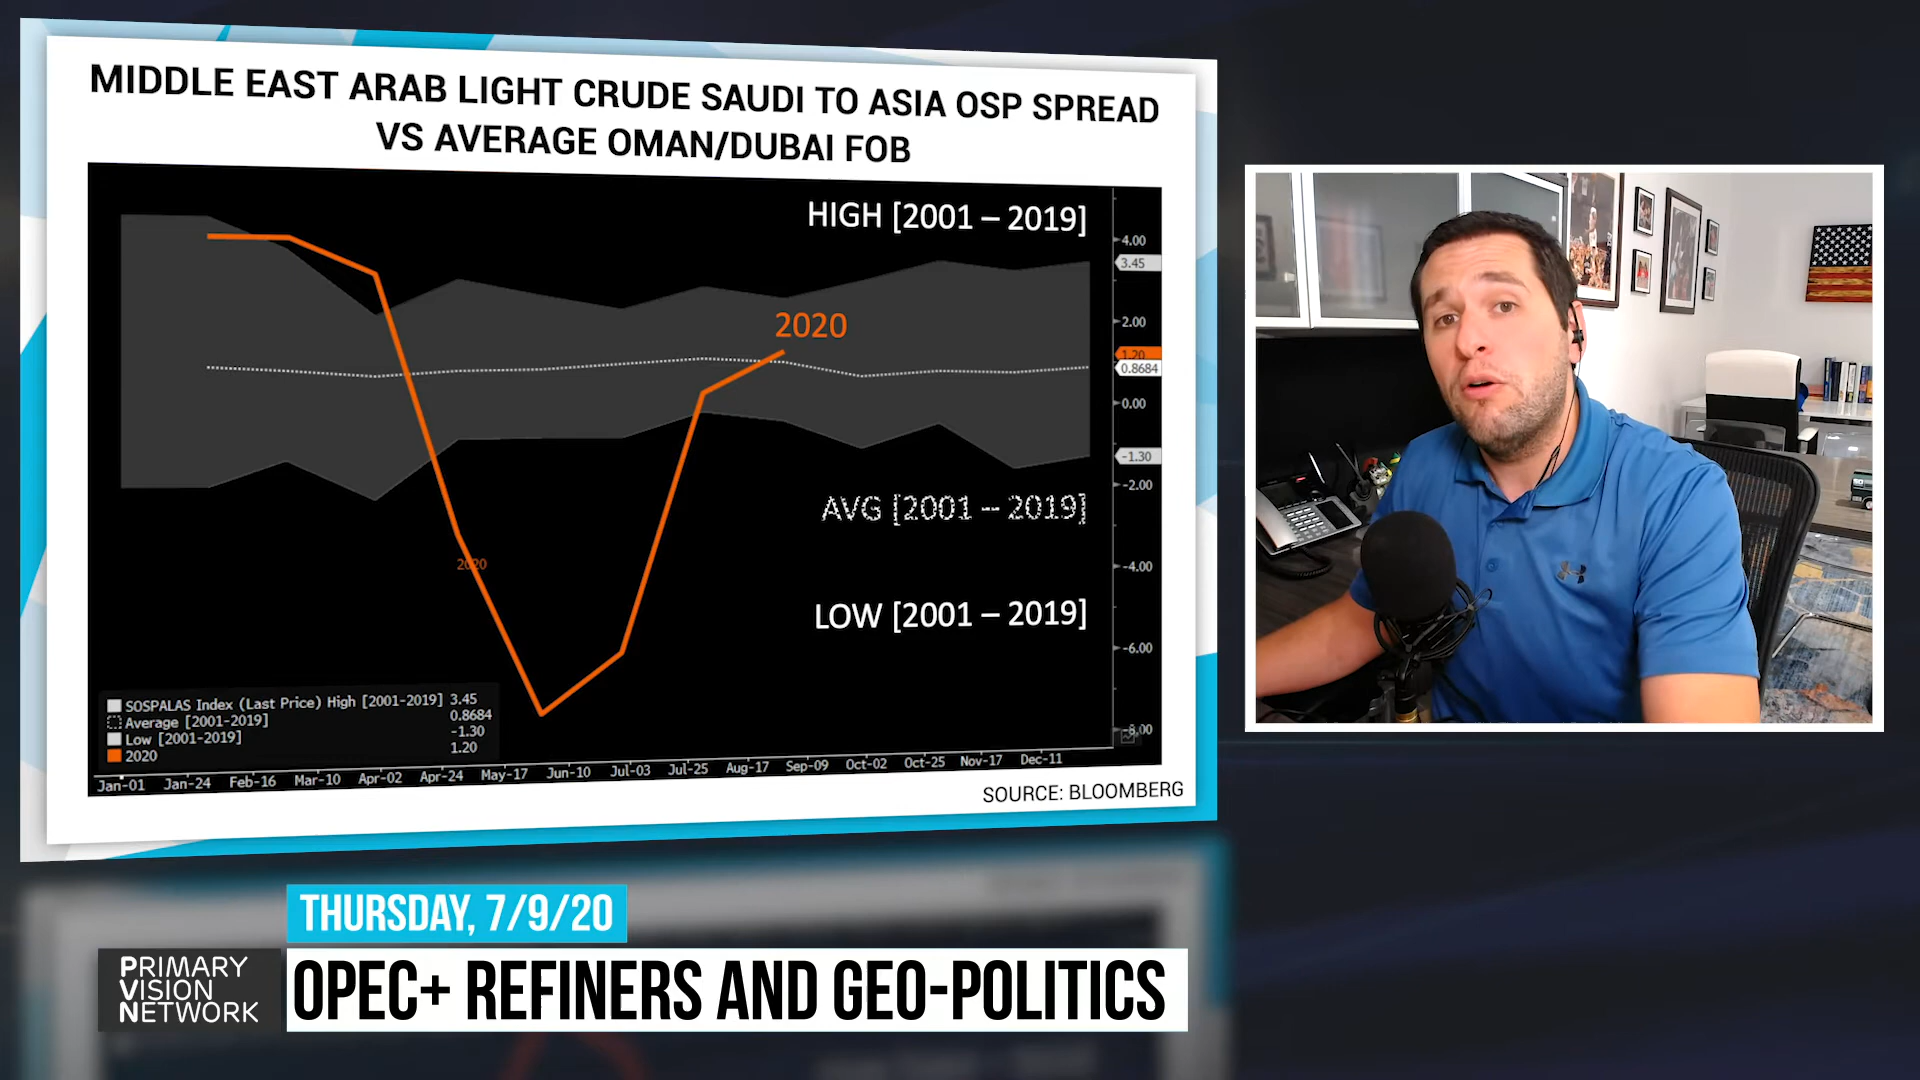 MIDDLE EAST ARAB LIGHT CRUDE SAUDI TO ASIA OSP SPREAD
VS AVERAGE OMAN/DUBAI FOB
HIGH [2001 – 2019]
2020
AVG [2001 – 2019]
2020
LOW [2001 – 2019]
4.00
3.45
2.00
1.20
0.8684
0.00
-1.30
-2.00
-4.00
-6.00
-8.00
SOSPALAS Index (Last Price) High [2001-2019] 3.45
Average [2001-2019] 0.8684
Low [2001-2019] -1.30
2020 1.20
Jan-01 Jan-24 Feb-16 Mar-10 Apr-02 Apr-24 May-17 Jun-10 Jul-03 Jul-25 Aug-17 Sep-09 Oct-02 Oct-25 Nov-17 Dec-11
SOURCE: BLOOMBERG
THURSDAY, 7/9/20
PRIMARY
VISION
NETWORK
OPEC+ REFINERS AND GEO-POLITICS